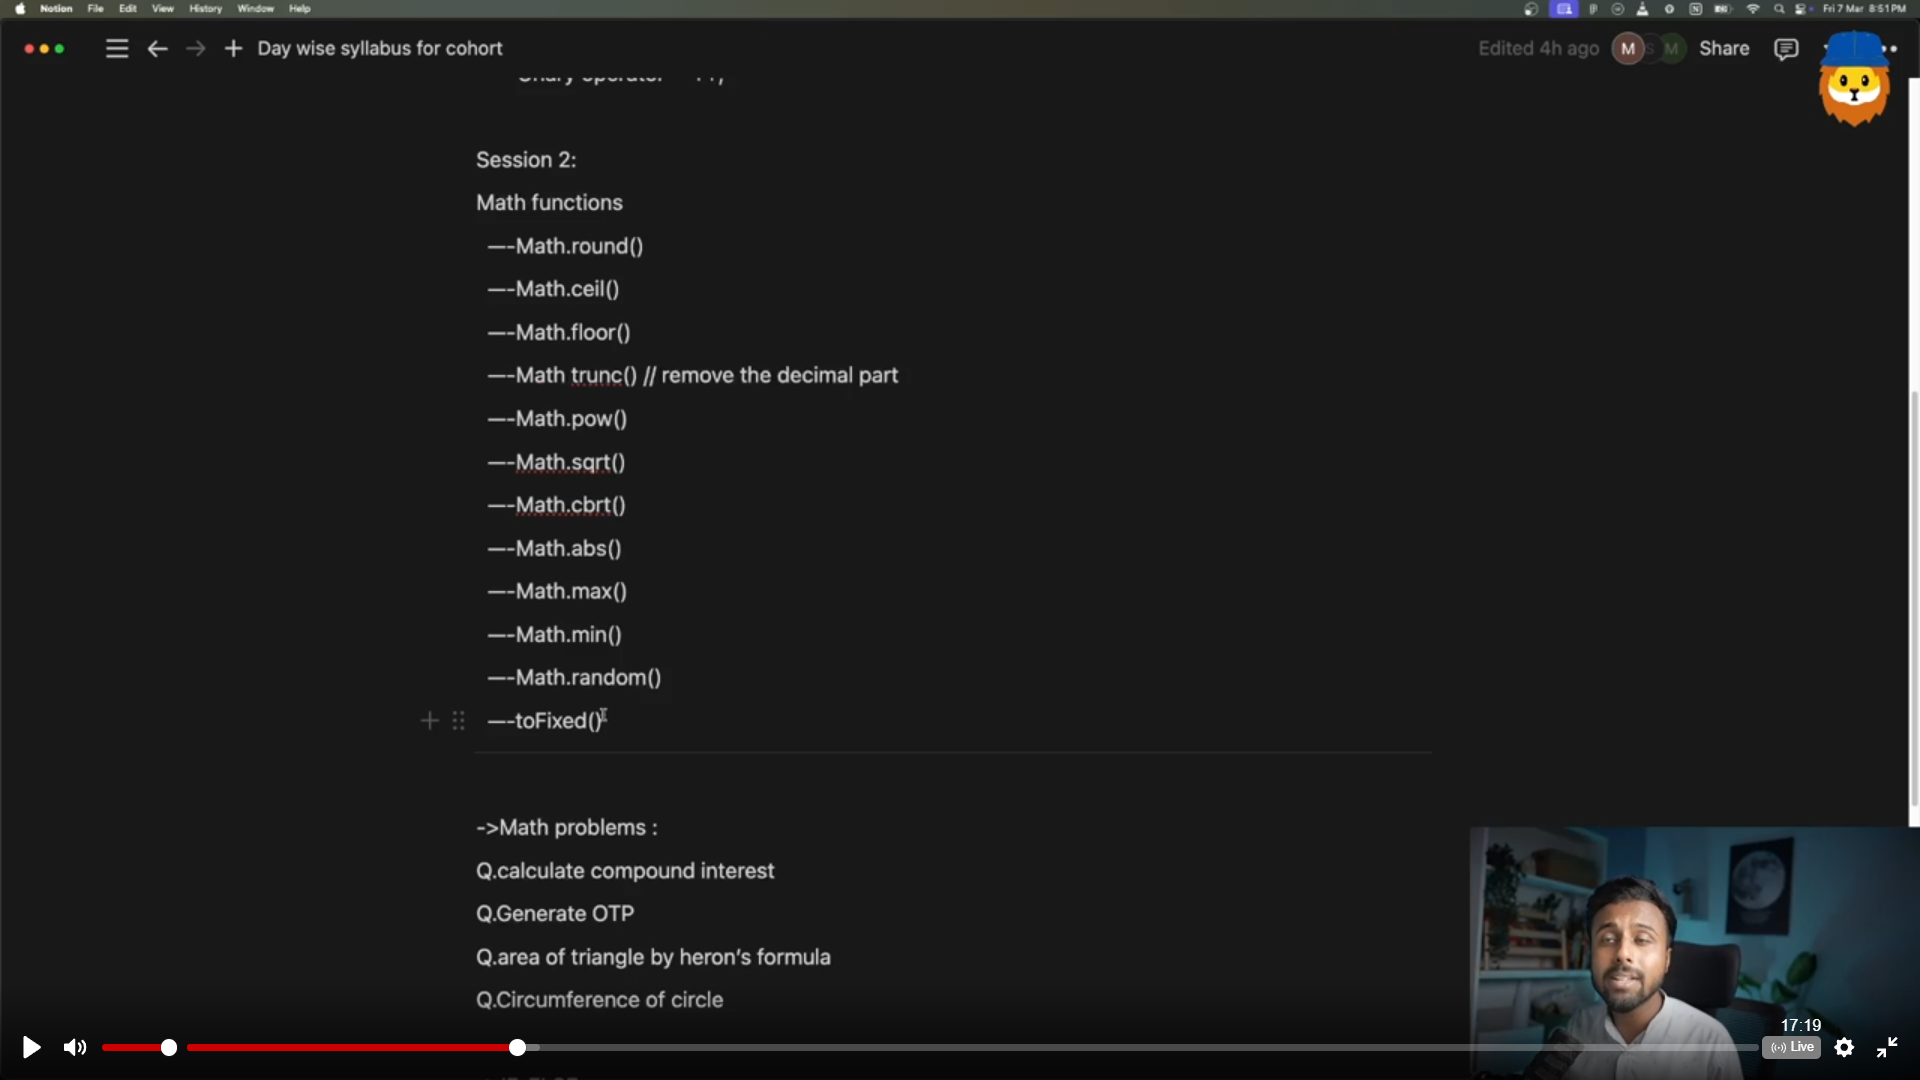 Notion File Edit View History Window Help Fri 7 Mar 8:51 PM
Day wise syllabus for cohort Edited 4h ago M S M Share
Session 2:
Math functions
—-Math.round()
—-Math.ceil()
—-Math.floor()
—-Math trunc() // remove the decimal part
—-Math.pow()
—-Math.sqrt()
—-Math.cbrt()
—-Math.abs()
—-Math.max()
—-Math.min()
—-Math.random()
—-toFixed()
->Math problems :
Q.calculate compound interest
Q.Generate OTP
Q.area of triangle by heron's formula
Q.Circumference of circle
17:19
Live